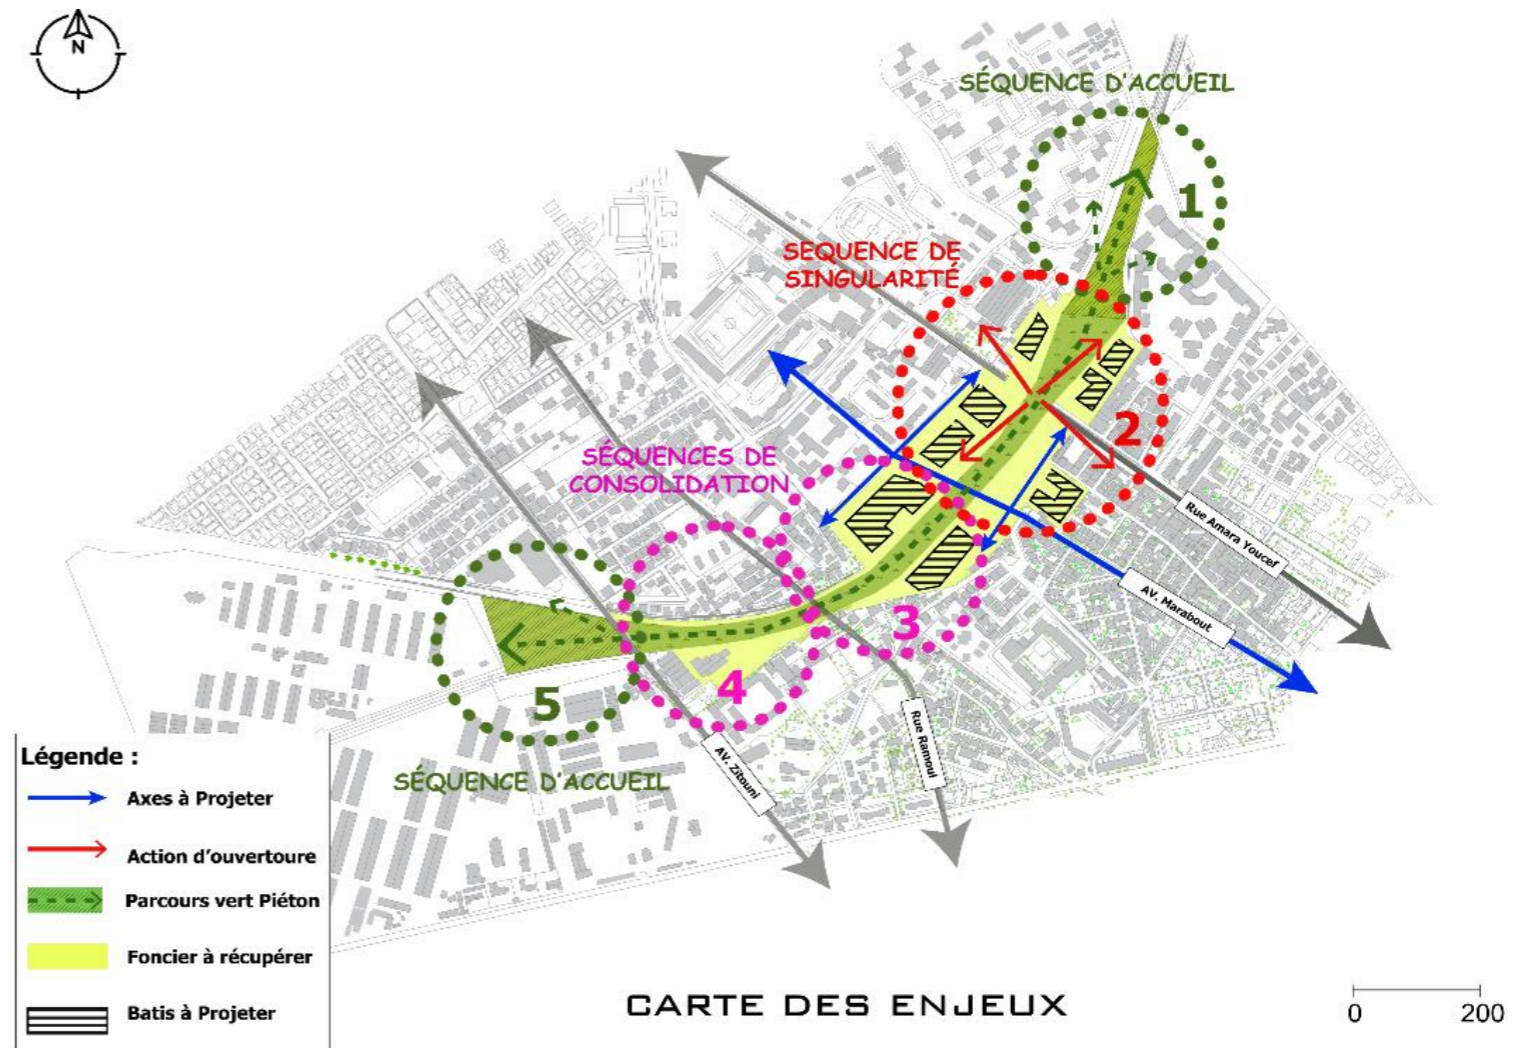 N
SÉQUENCE D'ACCUEIL
1
SEQUENCE DE
SINGULARITÉ
2
SÉQUENCES DE
CONSOLIDATION
Rue Amara Youcef
AV. Marabout
3
4
5
Rue Ramoul
AV. Zitouni
SÉQUENCE D'ACCUEIL
Légende :
Axes à Projeter
Action d'ouvertoure
Parcours vert Piéton
Foncier à récupérer
Batis à Projeter
CARTE DES ENJEUX
0 200